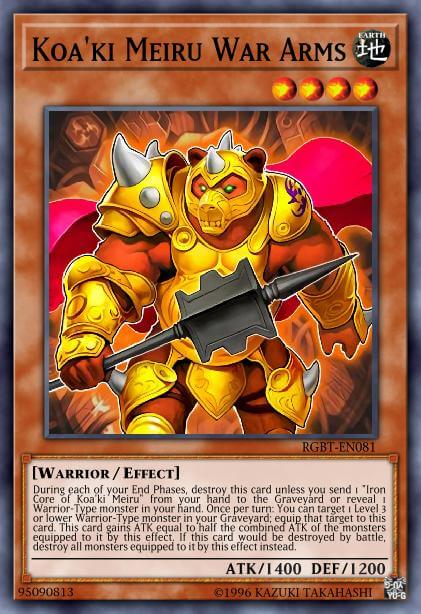 KOA'KI MEIRU WAR ARMS
EARTH
地
RGBT-EN081
[WARRIOR / EFFECT]
During each of your End Phases, destroy this card unless you send 1 "Iron
Core of Koa'ki Meiru" from your hand to the Graveyard or reveal 1
Warrior-Type monster in your hand. Once per turn: You can target 1 Level 3
or lower Warrior-Type monster in your Graveyard; equip that target to
this card. This card gains ATK equal to half the combined ATK of the monsters
equipped to it by this effect. If this card would be destroyed by battle,
destroy all monsters equipped to it by this effect instead.
ATK/1400 DEF/1200
95090813
©1996 KAZUKI TAKAHASHI